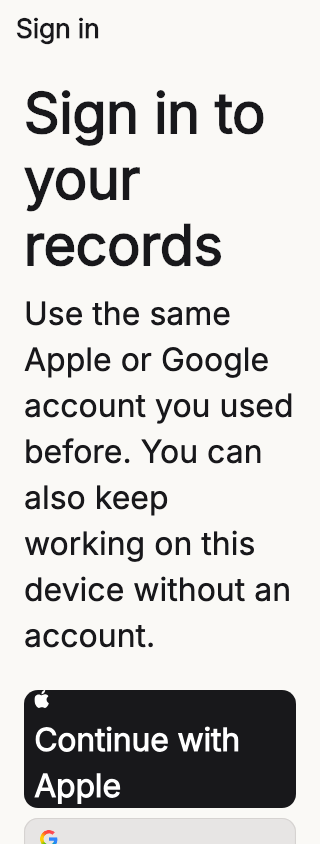 Sign in
Sign in to
your
records
Use the same
Apple or Google
account you used
before. You can
also keep
working on this
device without an
account.
Continue with
Apple